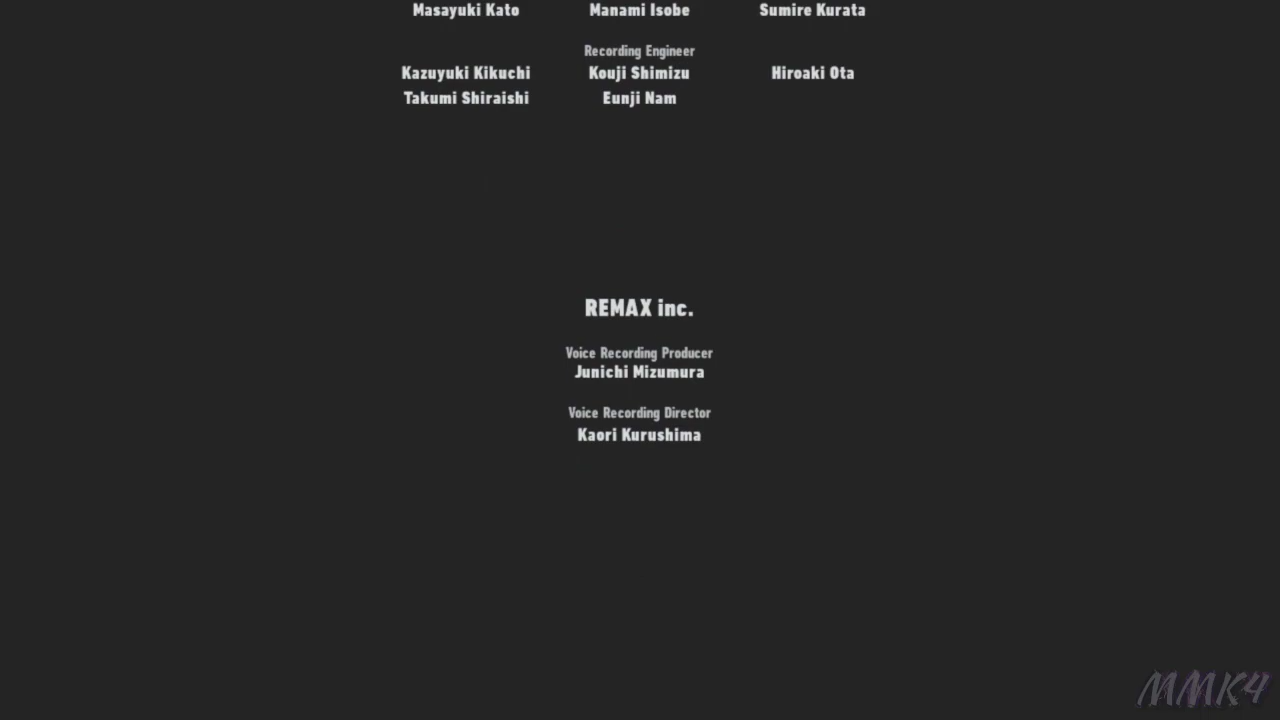 Masayuki Kato Manami Isobe Sumire Kurata
Recording Engineer
Kazuyuki Kikuchi Kouji Shimizu Hiroaki Ota
Takumi Shiraishi Eunji Nam
REMAX inc.
Voice Recording Producer
Junichi Mizumura
Voice Recording Director
Kaori Kurushima
MMK4